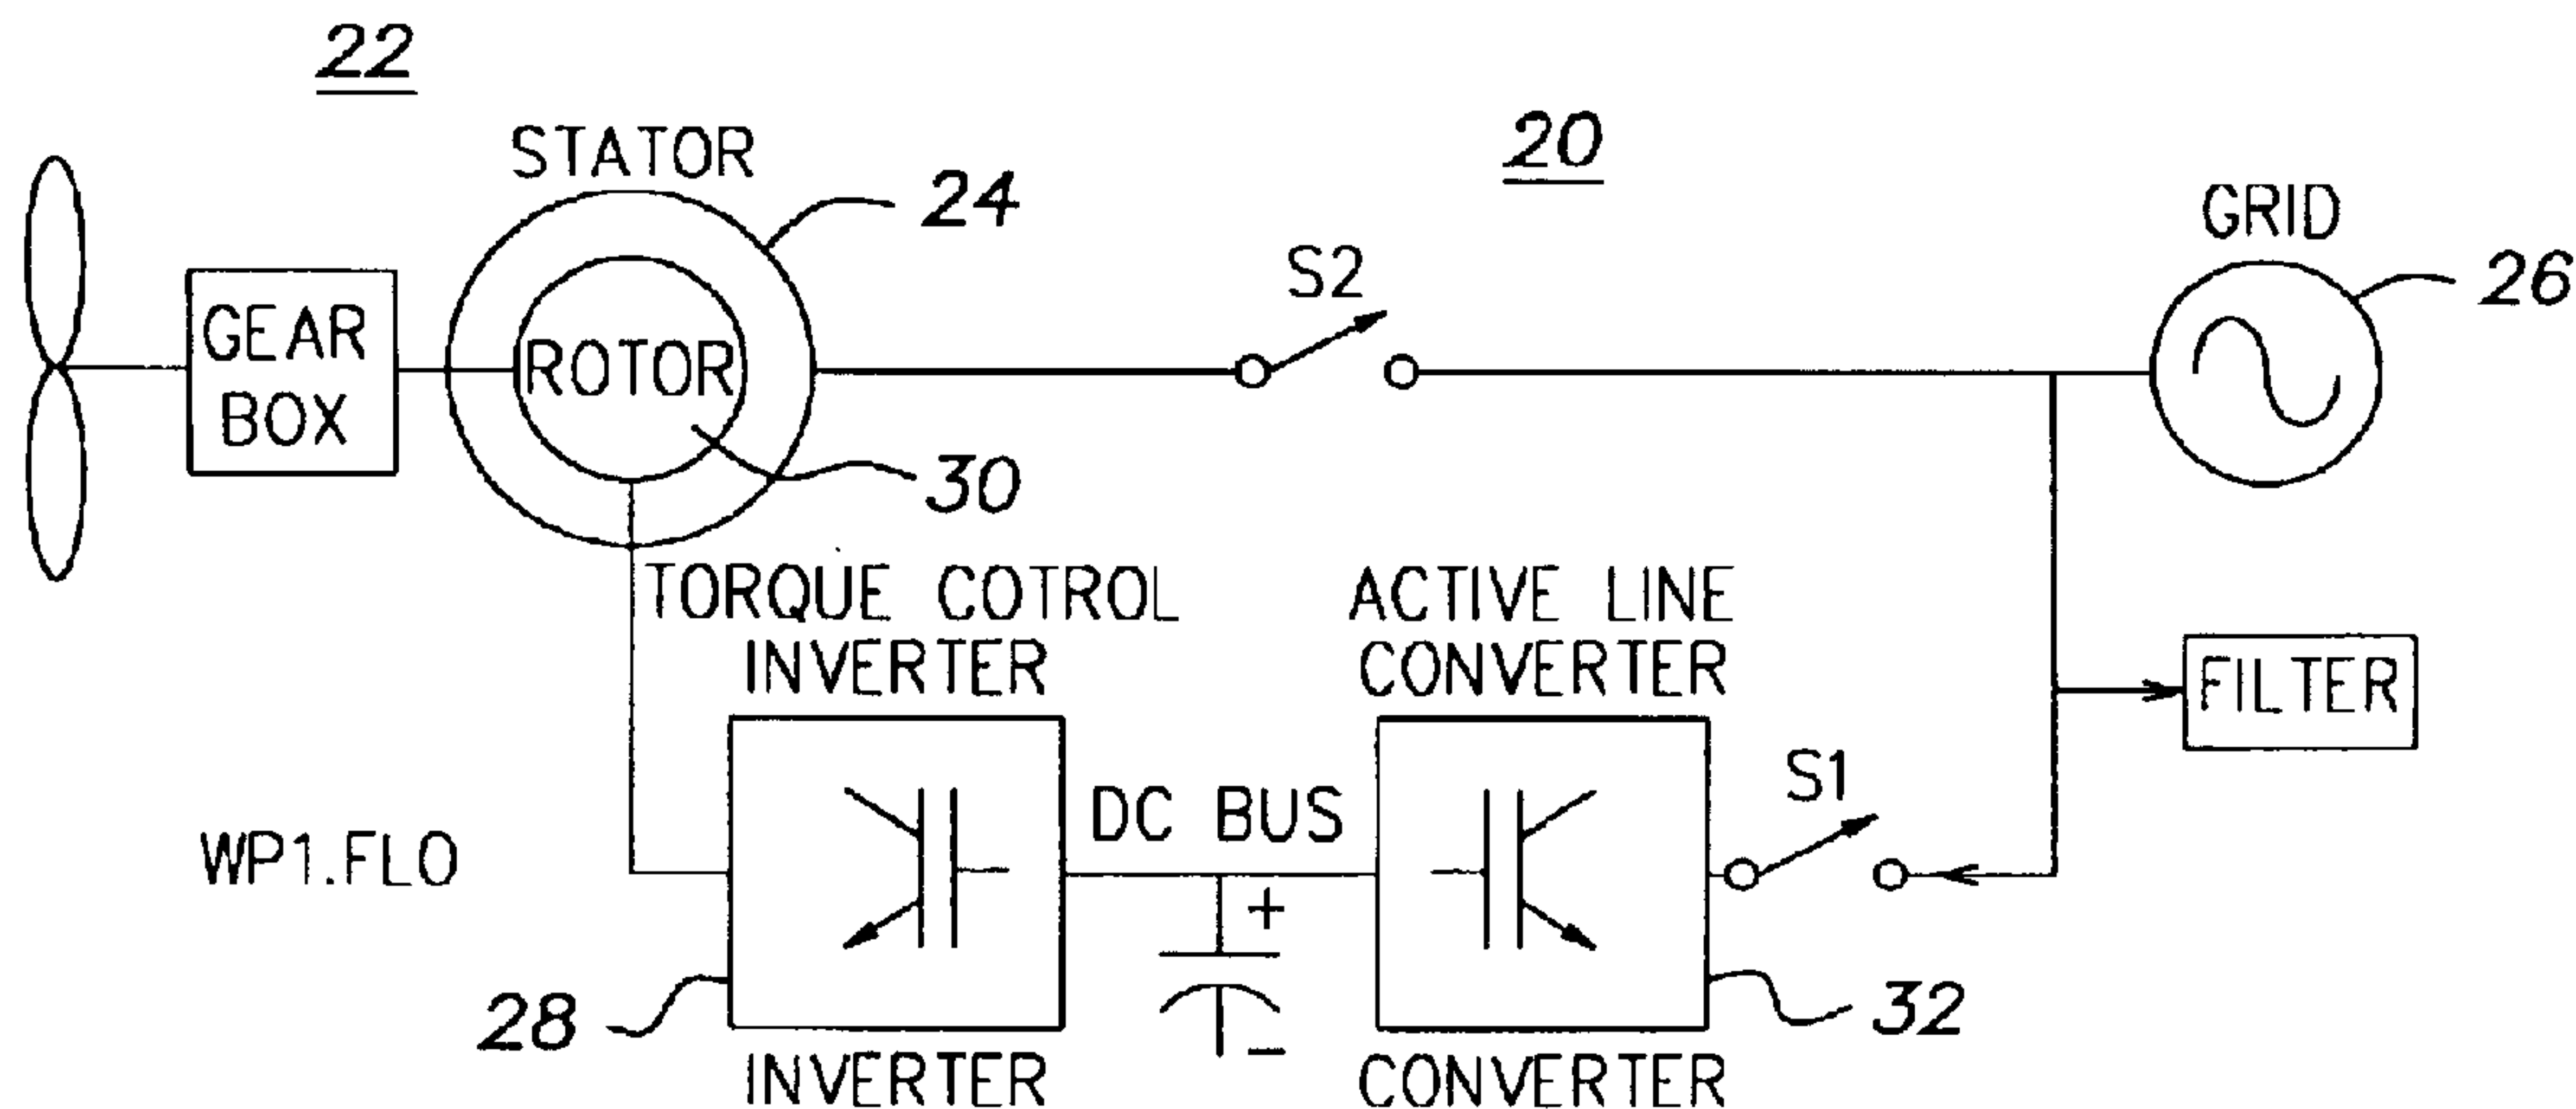 22
STATOR
24
20
GRID
26
S2
GEAR
BOX
ROTOR
30
TORQUE COTROL
INVERTER
ACTIVE LINE
CONVERTER
FILTER
S1
DC BUS
WP1.FLO
+
−
28
32
INVERTER
CONVERTER